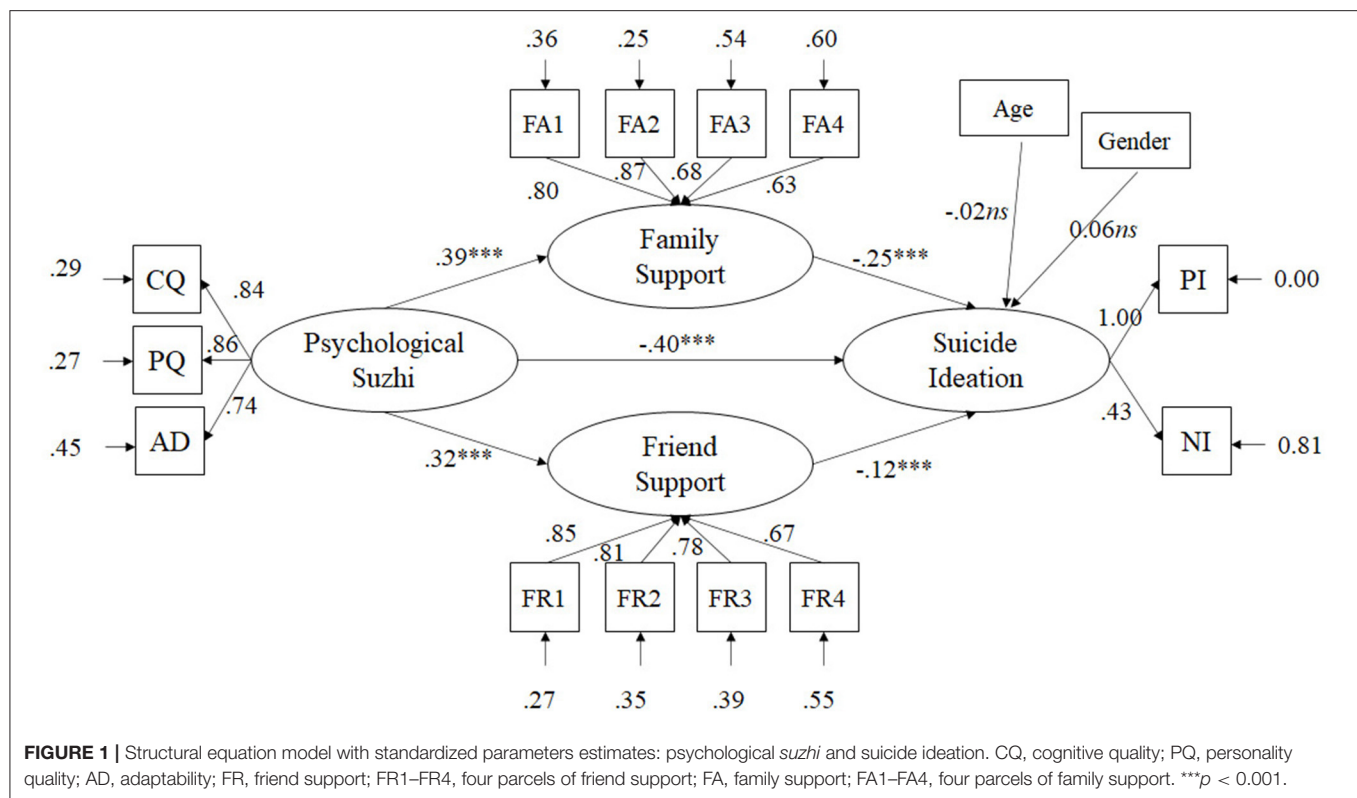 .36 .25 .54 .60
FA1 FA2 FA3 FA4
Age
Gender
.80 .87 .68 .63
Family
Support
-.02ns
0.06ns
.39***
-.25***
.29 CQ .84
.27 PQ .86
.45 AD .74
Psychological
Suzhi
-.40***
Suicide
Ideation
1.00 PI 0.00
.43 NI 0.81
.32***
Friend
Support
-.12***
.85 .81 .78 .67
FR1 FR2 FR3 FR4
.27 .35 .39 .55
FIGURE 1 | Structural equation model with standardized parameters estimates: psychological suzhi and suicide ideation. CQ, cognitive quality; PQ, personality
quality; AD, adaptability; FR, friend support; FR1–FR4, four parcels of friend support; FA, family support; FA1–FA4, four parcels of family support. ***p < 0.001.